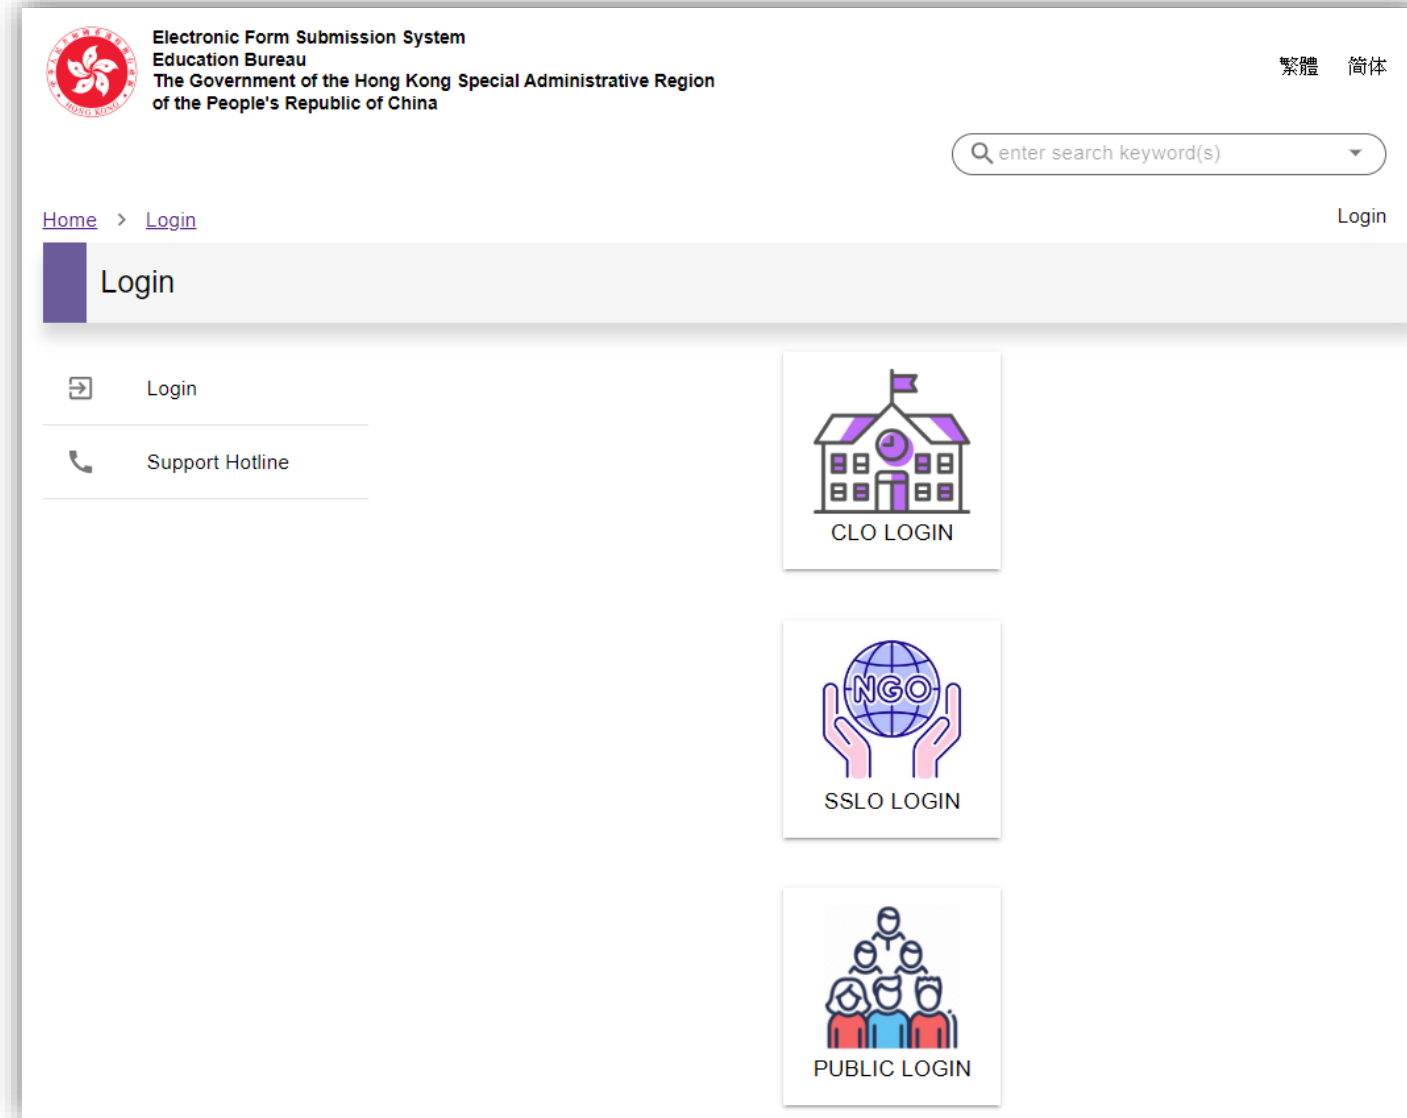 Electronic Form Submission System
Education Bureau
The Government of the Hong Kong Special Administrative Region
of the People's Republic of China
繁體 简体
HONG KONG
enter search keyword(s)
Home > Login
Login
Login
Login
Support Hotline
CLO LOGIN
NGO
SSLO LOGIN
PUBLIC LOGIN